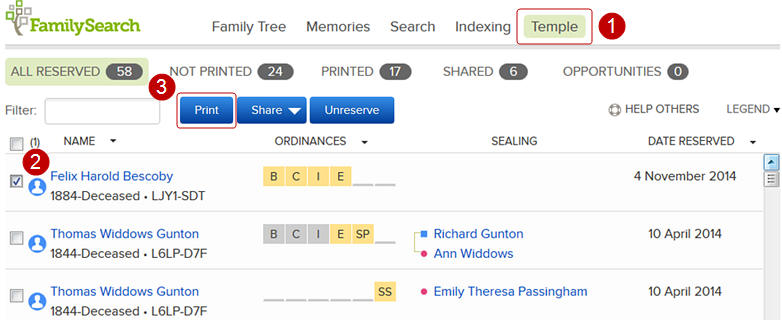 FamilySearch Family Tree Memories Search Indexing Temple 1
ALL RESERVED 58 NOT PRINTED 24 PRINTED 17 SHARED 6 OPPORTUNITIES 0
3
Filter: Print Share Unreserve HELP OTHERS LEGEND
(1) NAME ORDINANCES SEALING DATE RESERVED
2
Felix Harold Bescoby B C I E 4 November 2014
1884-Deceased • LJY1-SDT
Thomas Widdows Gunton B C I E SP Richard Gunton 10 April 2014
1844-Deceased • L6LP-D7F Ann Widdows
Thomas Widdows Gunton SS Emily Theresa Passingham 10 April 2014
1844-Deceased • L6LP-D7F